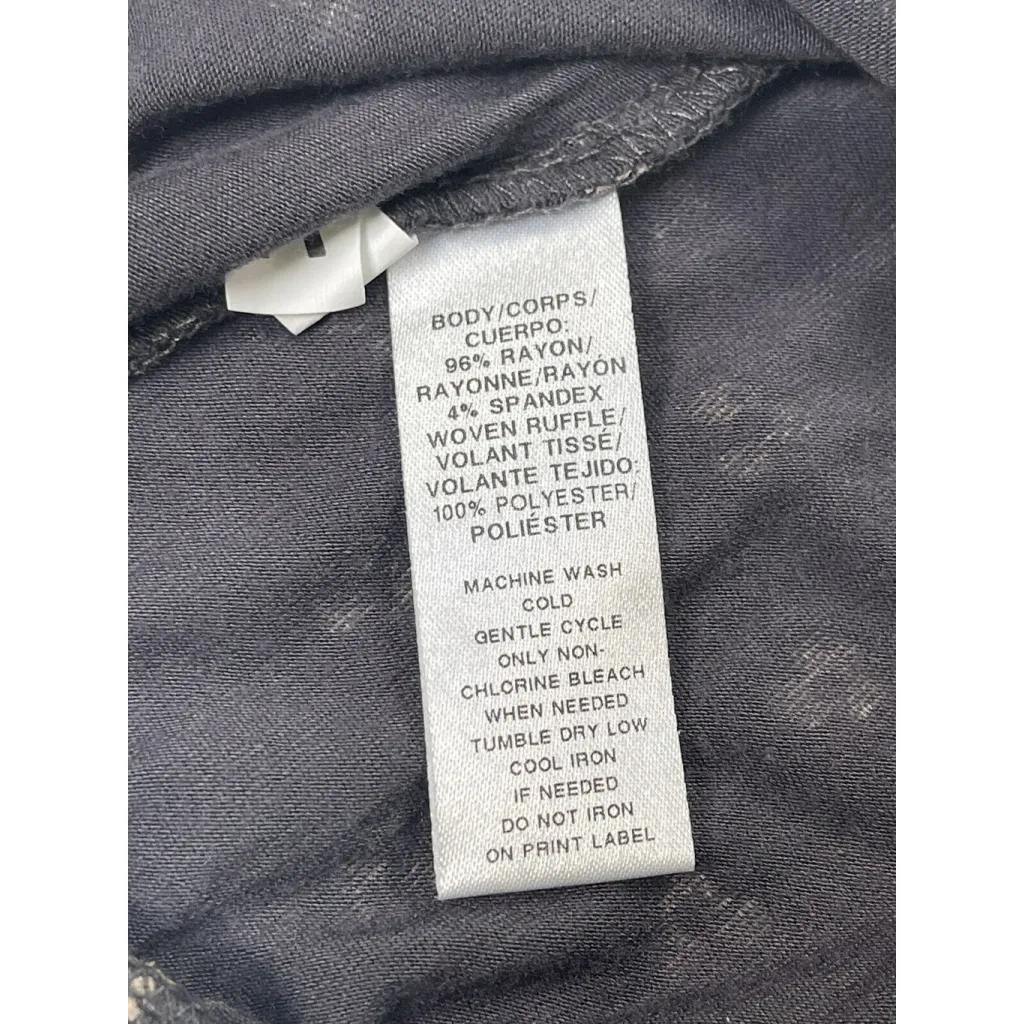 BODY/CORPS/
CUERPO:
96% RAYON/
RAYONNE/RAYÓN
4% SPANDEX
WOVEN RUFFLE/
VOLANT TISSÉ/
VOLANTE TEJIDO:
100% POLYESTER/
POLIÉSTER
MACHINE WASH
COLD
GENTLE CYCLE
ONLY NON-
CHLORINE BLEACH
WHEN NEEDED
TUMBLE DRY LOW
COOL IRON
IF NEEDED
DO NOT IRON
ON PRINT LABEL